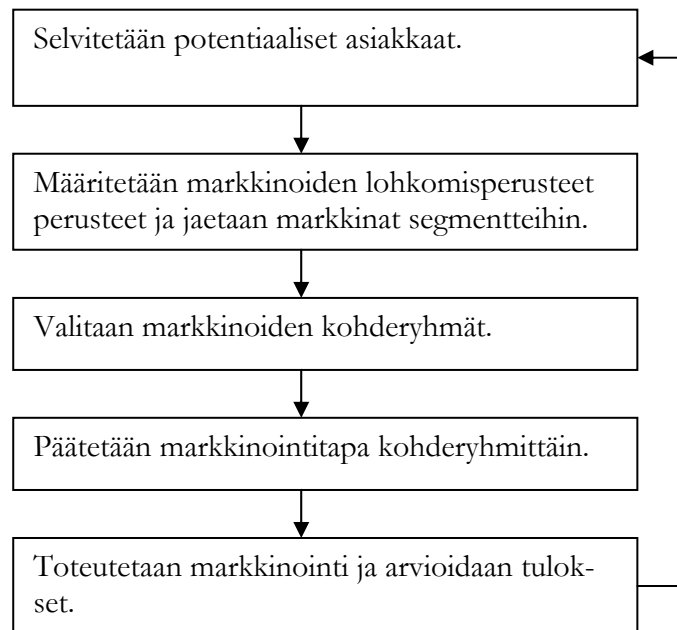 Selvitetään potentiaaliset asiakkaat.
Määritetään markkinoiden lohkomisperusteet
perusteet ja jaetaan markkinat segmentteihin.
Valitaan markkinoiden kohderyhmät.
Päätetään markkinointitapa kohderyhmittäin.
Toteutetaan markkinointi ja arvioidaan tulok-
set.